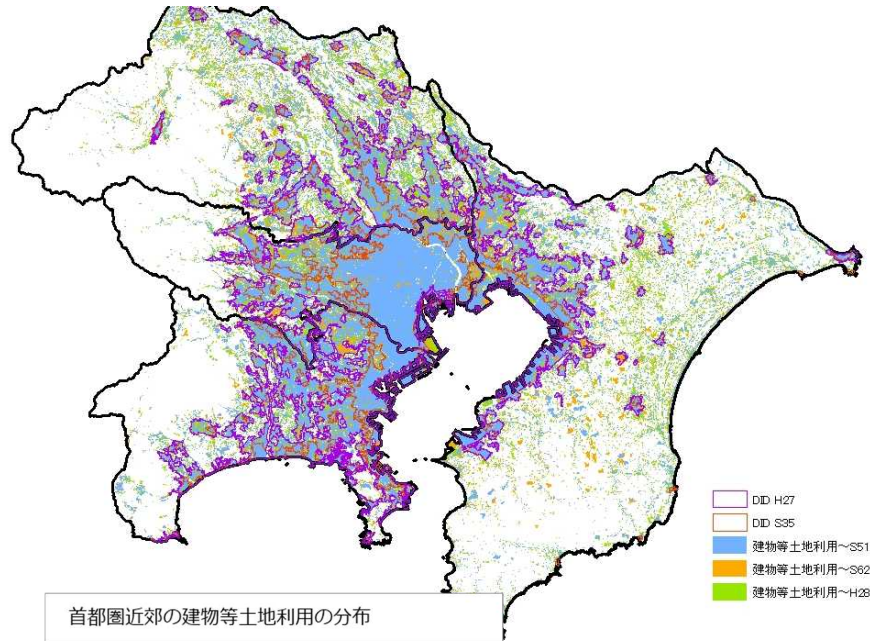 DID H27
DID S35
建物等土地利用～S51
建物等土地利用～S62
建物等土地利用～H28
首都圏近郊の建物等土地利用の分布